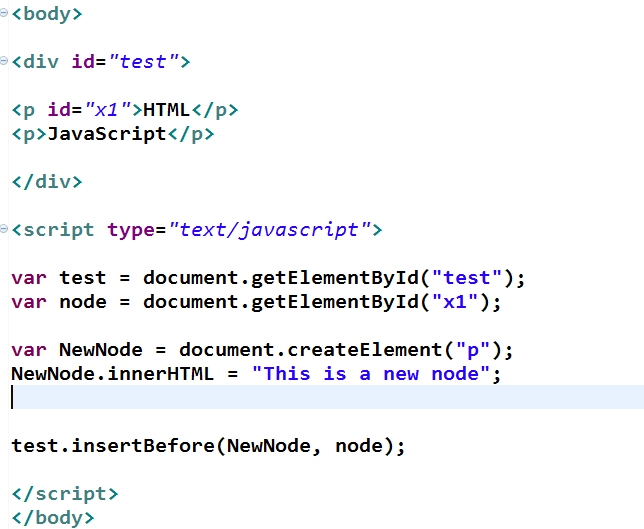 <body>
<div id="test">
<p id="x1">HTML</p>
<p>JavaScript</p>
</div>
<script type="text/javascript">
var test = document.getElementById("test");
var node = document.getElementById("x1");
var NewNode = document.createElement("p");
NewNode.innerHTML = "This is a new node";
test.insertBefore(NewNode, node);
</script>
</body>